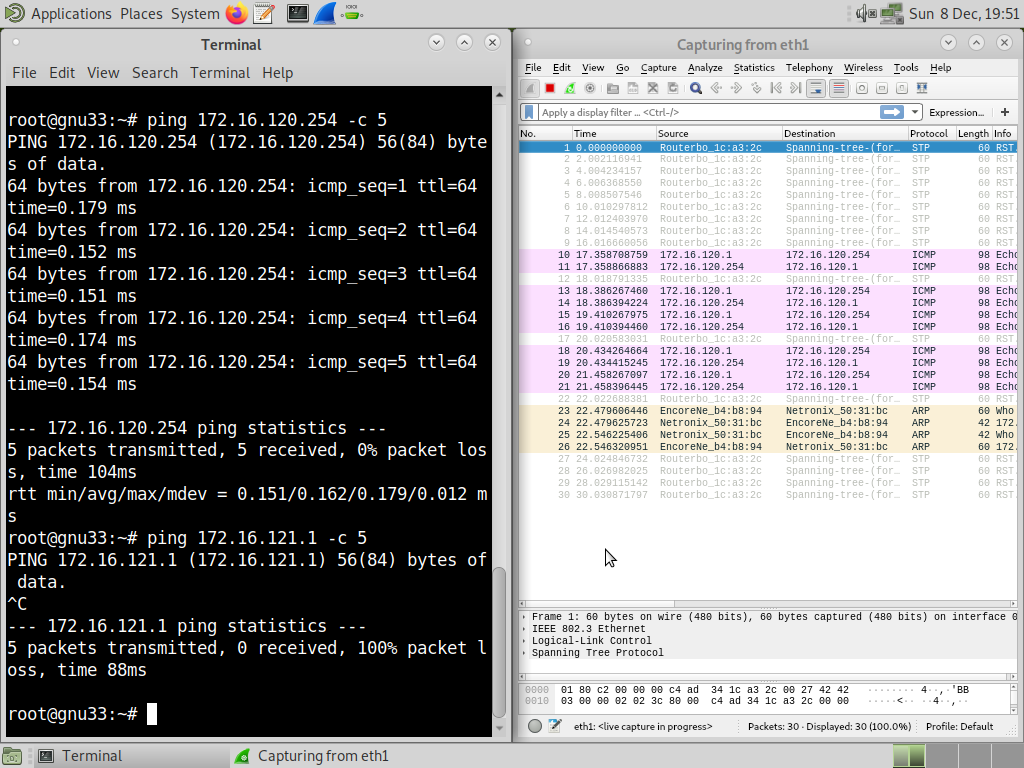 Applications Places System Sun 8 Dec, 19:51
Terminal
File Edit View Search Terminal Help
root@gnu33:~# ping 172.16.120.254 -c 5
PING 172.16.120.254 (172.16.120.254) 56(84) byte
s of data.
64 bytes from 172.16.120.254: icmp_seq=1 ttl=64
time=0.179 ms
64 bytes from 172.16.120.254: icmp_seq=2 ttl=64
time=0.152 ms
64 bytes from 172.16.120.254: icmp_seq=3 ttl=64
time=0.151 ms
64 bytes from 172.16.120.254: icmp_seq=4 ttl=64
time=0.174 ms
64 bytes from 172.16.120.254: icmp_seq=5 ttl=64
time=0.154 ms
--- 172.16.120.254 ping statistics ---
5 packets transmitted, 5 received, 0% packet los
s, time 104ms
rtt min/avg/max/mdev = 0.151/0.162/0.179/0.012 m
s
root@gnu33:~# ping 172.16.121.1 -c 5
PING 172.16.121.1 (172.16.121.1) 56(84) bytes of
data.
^C
--- 172.16.121.1 ping statistics ---
5 packets transmitted, 0 received, 100% packet l
oss, time 88ms
root@gnu33:~#
Capturing from eth1
File Edit View Go Capture Analyze Statistics Telephony Wireless Tools Help
Apply a display filter ... <Ctrl-/> Expression... +
No. Time Source Destination Protocol Length Info
1 0.000000000 Routerbo_1c:a3:2c Spanning-tree-(for… STP 60 RST.
2 2.002116941 Routerbo_1c:a3:2c Spanning-tree-(for… STP 60 RST.
3 4.004234157 Routerbo_1c:a3:2c Spanning-tree-(for… STP 60 RST.
4 6.006368550 Routerbo_1c:a3:2c Spanning-tree-(for… STP 60 RST.
5 8.008507546 Routerbo_1c:a3:2c Spanning-tree-(for… STP 60 RST.
6 10.010297812 Routerbo_1c:a3:2c Spanning-tree-(for… STP 60 RST.
7 12.012403970 Routerbo_1c:a3:2c Spanning-tree-(for… STP 60 RST.
8 14.014540573 Routerbo_1c:a3:2c Spanning-tree-(for… STP 60 RST.
9 16.016660056 Routerbo_1c:a3:2c Spanning-tree-(for… STP 60 RST.
10 17.358708759 172.16.120.1 172.16.120.254 ICMP 98 Echo
11 17.358866883 172.16.120.254 172.16.120.1 ICMP 98 Echo
12 18.018791335 Routerbo_1c:a3:2c Spanning-tree-(for… STP 60 RST.
13 18.386267460 172.16.120.1 172.16.120.254 ICMP 98 Echo
14 18.386394224 172.16.120.254 172.16.120.1 ICMP 98 Echo
15 19.410267975 172.16.120.1 172.16.120.254 ICMP 98 Echo
16 19.410394460 172.16.120.254 172.16.120.1 ICMP 98 Echo
17 20.020583031 Routerbo_1c:a3:2c Spanning-tree-(for… STP 60 RST.
18 20.434264664 172.16.120.1 172.16.120.254 ICMP 98 Echo
19 20.434415245 172.16.120.254 172.16.120.1 ICMP 98 Echo
20 21.458267097 172.16.120.1 172.16.120.254 ICMP 98 Echo
21 21.458396445 172.16.120.254 172.16.120.1 ICMP 98 Echo
22 22.022688381 Routerbo_1c:a3:2c Spanning-tree-(for… STP 60 RST.
23 22.479606446 EncoreNe_b4:b8:94 Netronix_50:31:bc ARP 60 Who
24 22.479625723 Netronix_50:31:bc EncoreNe_b4:b8:94 ARP 42 172.
25 22.546225406 Netronix_50:31:bc EncoreNe_b4:b8:94 ARP 42 Who
26 22.546320951 EncoreNe_b4:b8:94 Netronix_50:31:bc ARP 60 172.
27 24.024846732 Routerbo_1c:a3:2c Spanning-tree-(for… STP 60 RST.
28 26.026982025 Routerbo_1c:a3:2c Spanning-tree-(for… STP 60 RST.
29 28.029115142 Routerbo_1c:a3:2c Spanning-tree-(for… STP 60 RST.
30 30.030871797 Routerbo_1c:a3:2c Spanning-tree-(for… STP 60 RST.
Frame 1: 60 bytes on wire (480 bits), 60 bytes captured (480 bits) on interface 0
IEEE 802.3 Ethernet
Logical-Link Control
Spanning Tree Protocol
0000 01 80 c2 00 00 00 c4 ad 34 1c a3 2c 00 27 42 42 ········ 4··,·'BB
0010 03 00 00 02 02 3c 80 00 c4 ad 34 1c a3 2c 00 00 ·····<·· ··4··,··
eth1: <live capture in progress> Packets: 30 · Displayed: 30 (100.0%) Profile: Default
Terminal Capturing from eth1